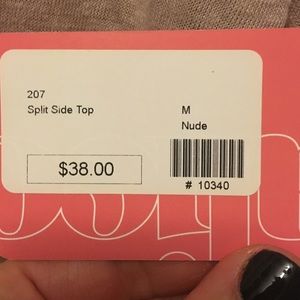 207
Split Side Top
M
Nude
$38.00
# 10340